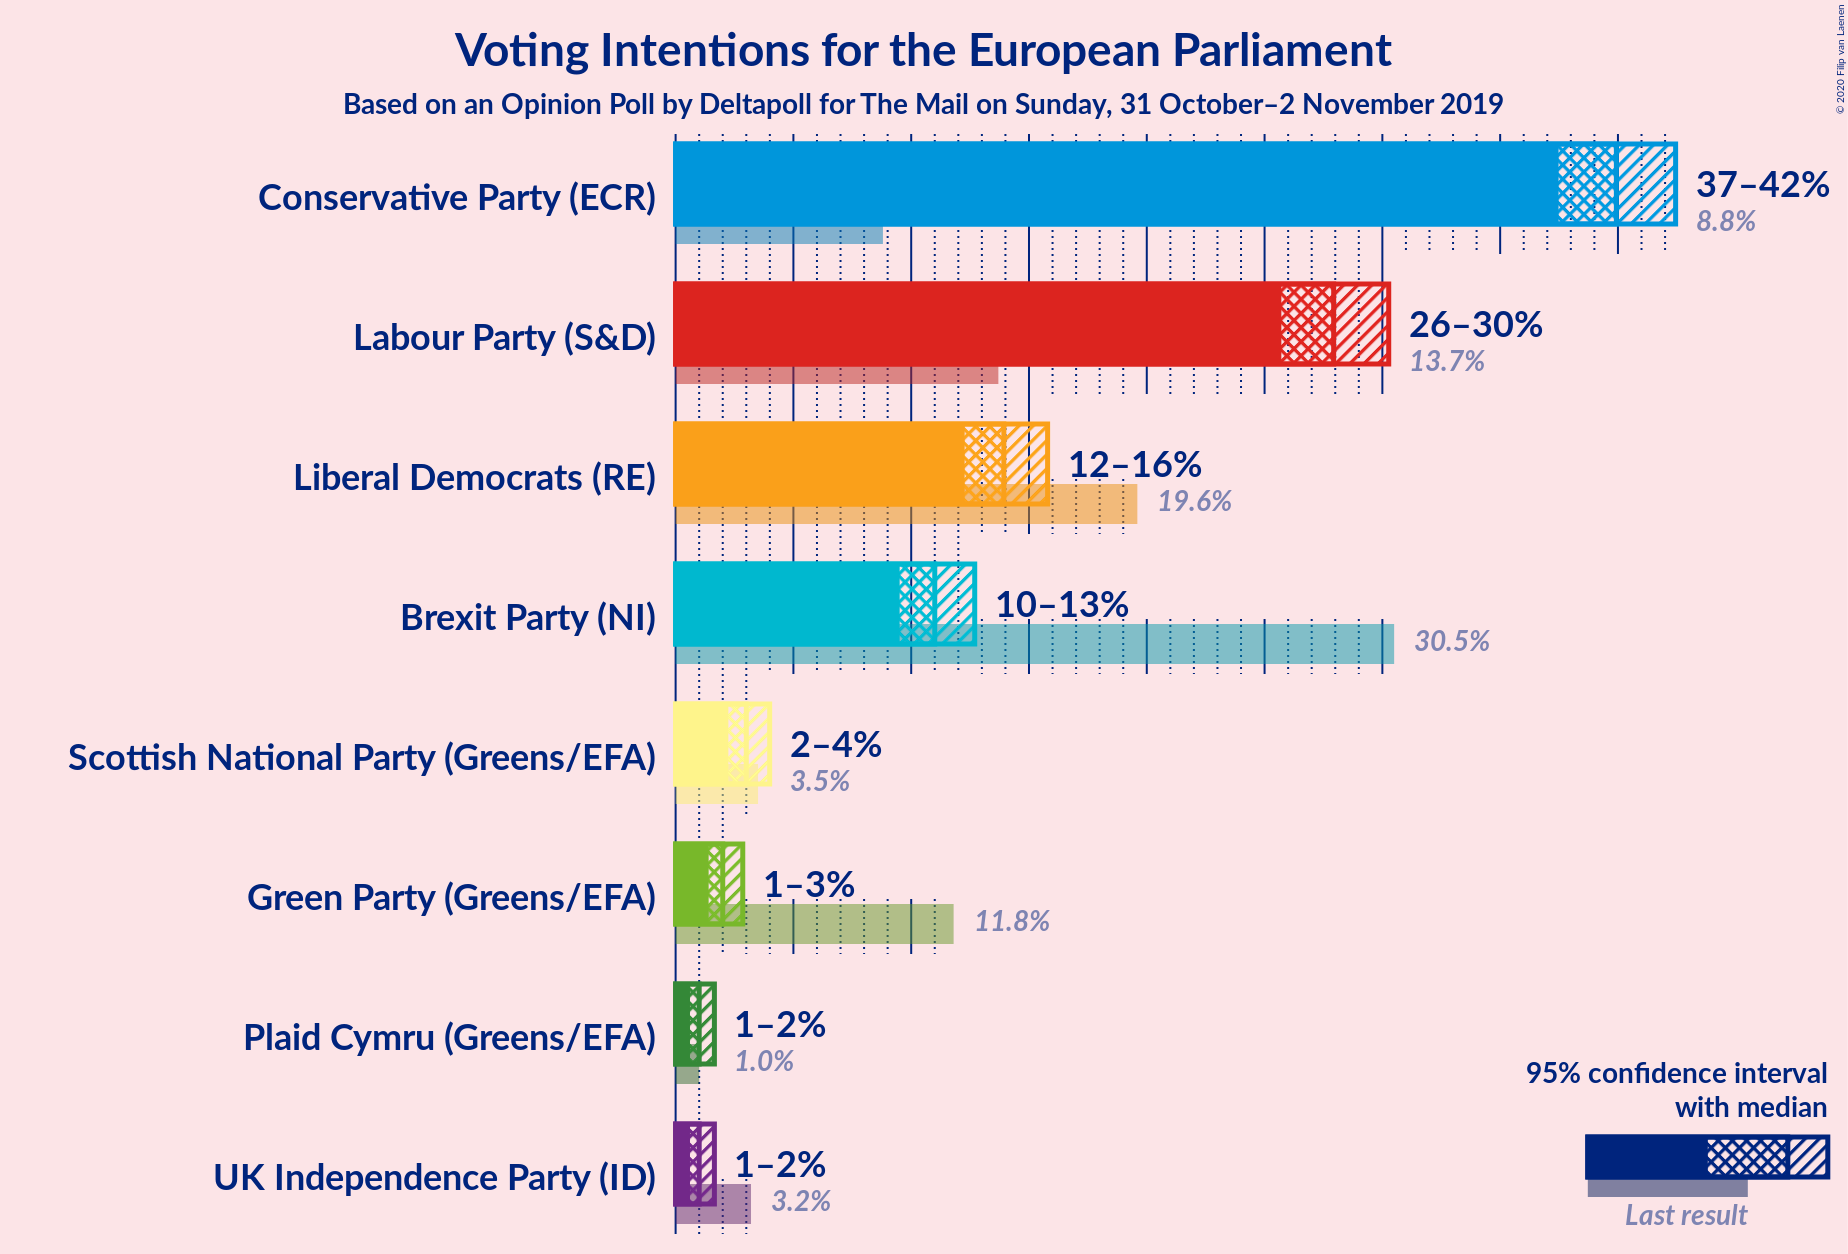 Voting Intentions for the European Parliament
Based on an Opinion Poll by Deltapoll for The Mail on Sunday, 31 October–2 November 2019
© 2020 Filip van Laenen
Conservative Party (ECR)
37–42%
8.8%
Labour Party (S&D)
26–30%
13.7%
Liberal Democrats (RE)
12–16%
19.6%
Brexit Party (NI)
10–13%
30.5%
Scottish National Party (Greens/EFA)
2–4%
3.5%
Green Party (Greens/EFA)
1–3%
11.8%
Plaid Cymru (Greens/EFA)
1–2%
1.0%
UK Independence Party (ID)
1–2%
3.2%
95% confidence interval
with median
Last result